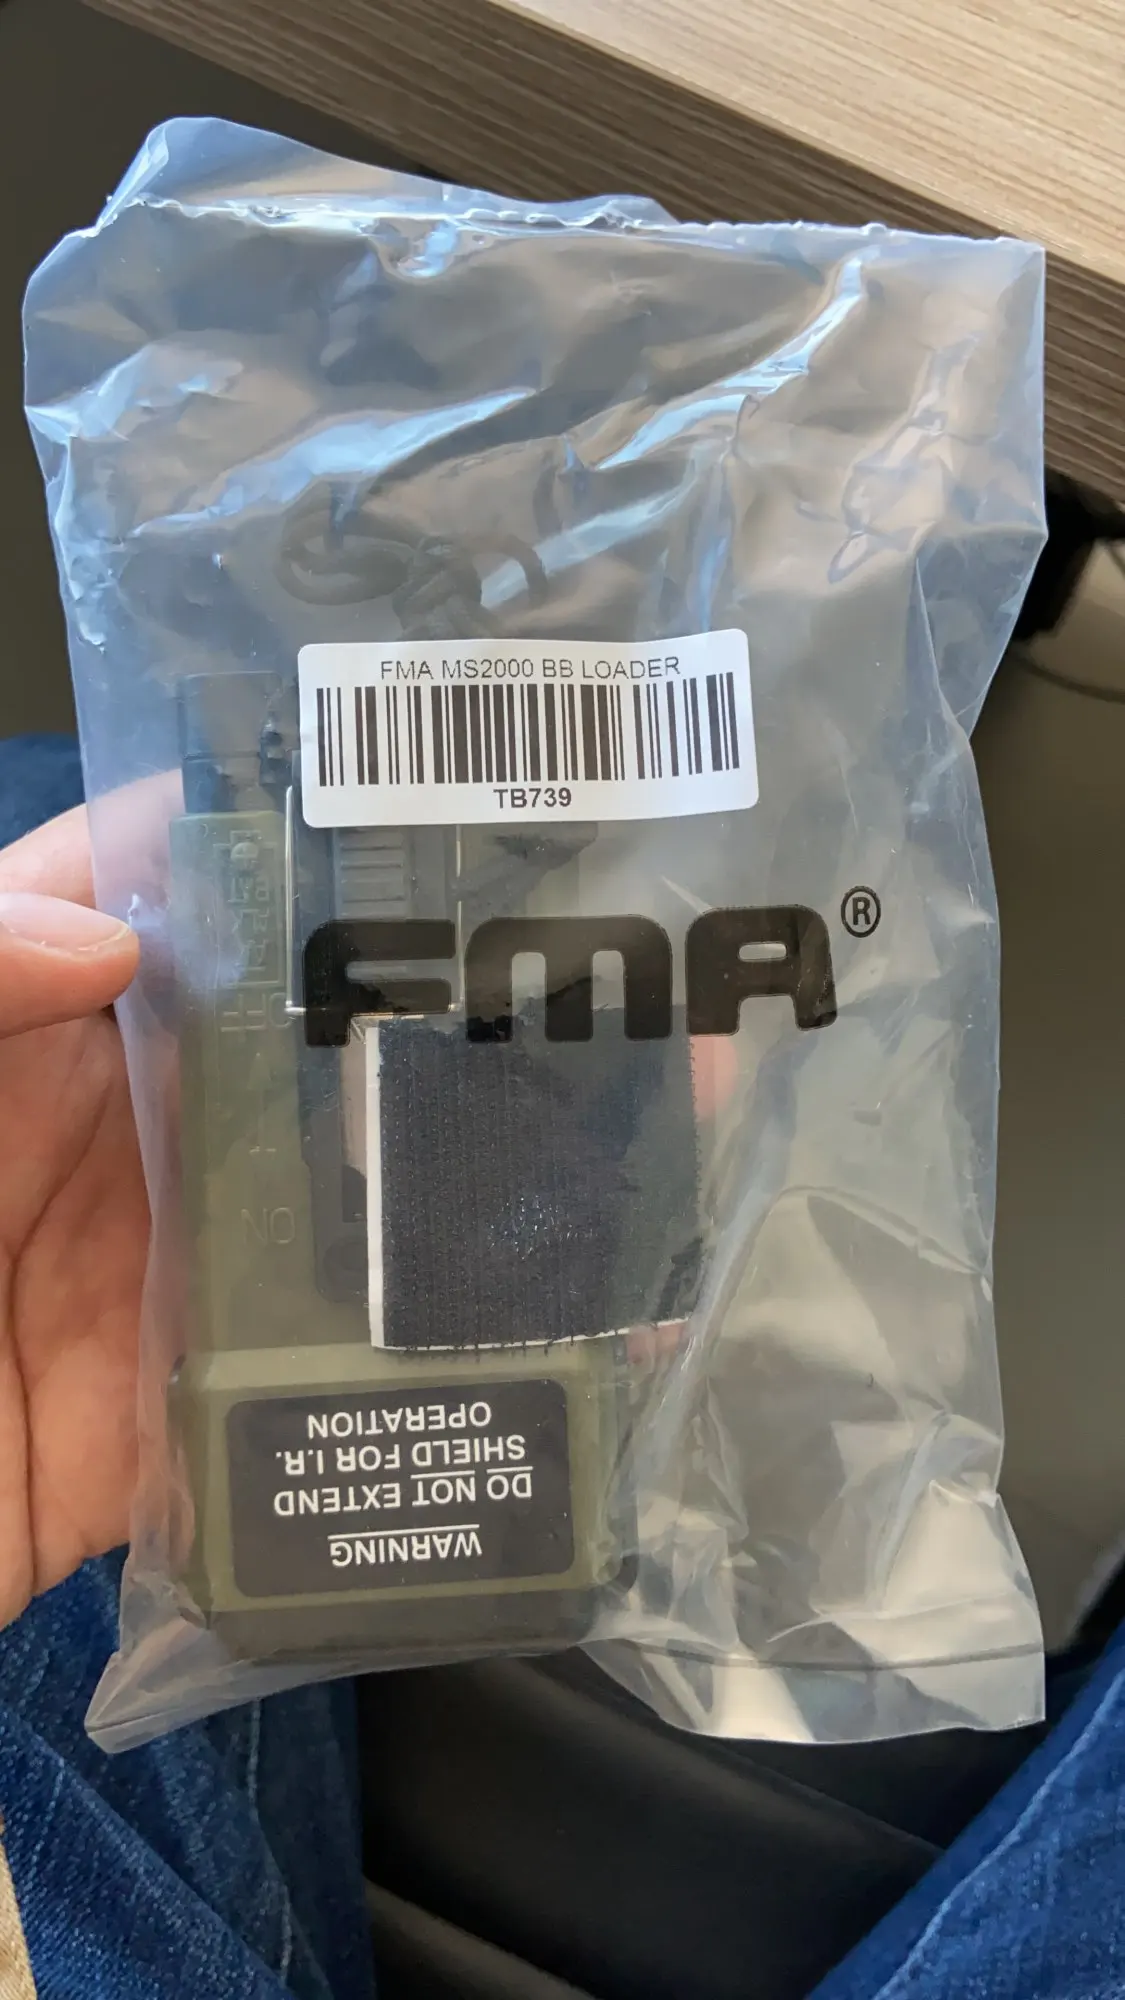 FMA MS2000 BB LOADER
TB739
FMA®
OFF
ON
WARNING
DO NOT EXTEND
SHIELD FOR I.R.
OPERATION